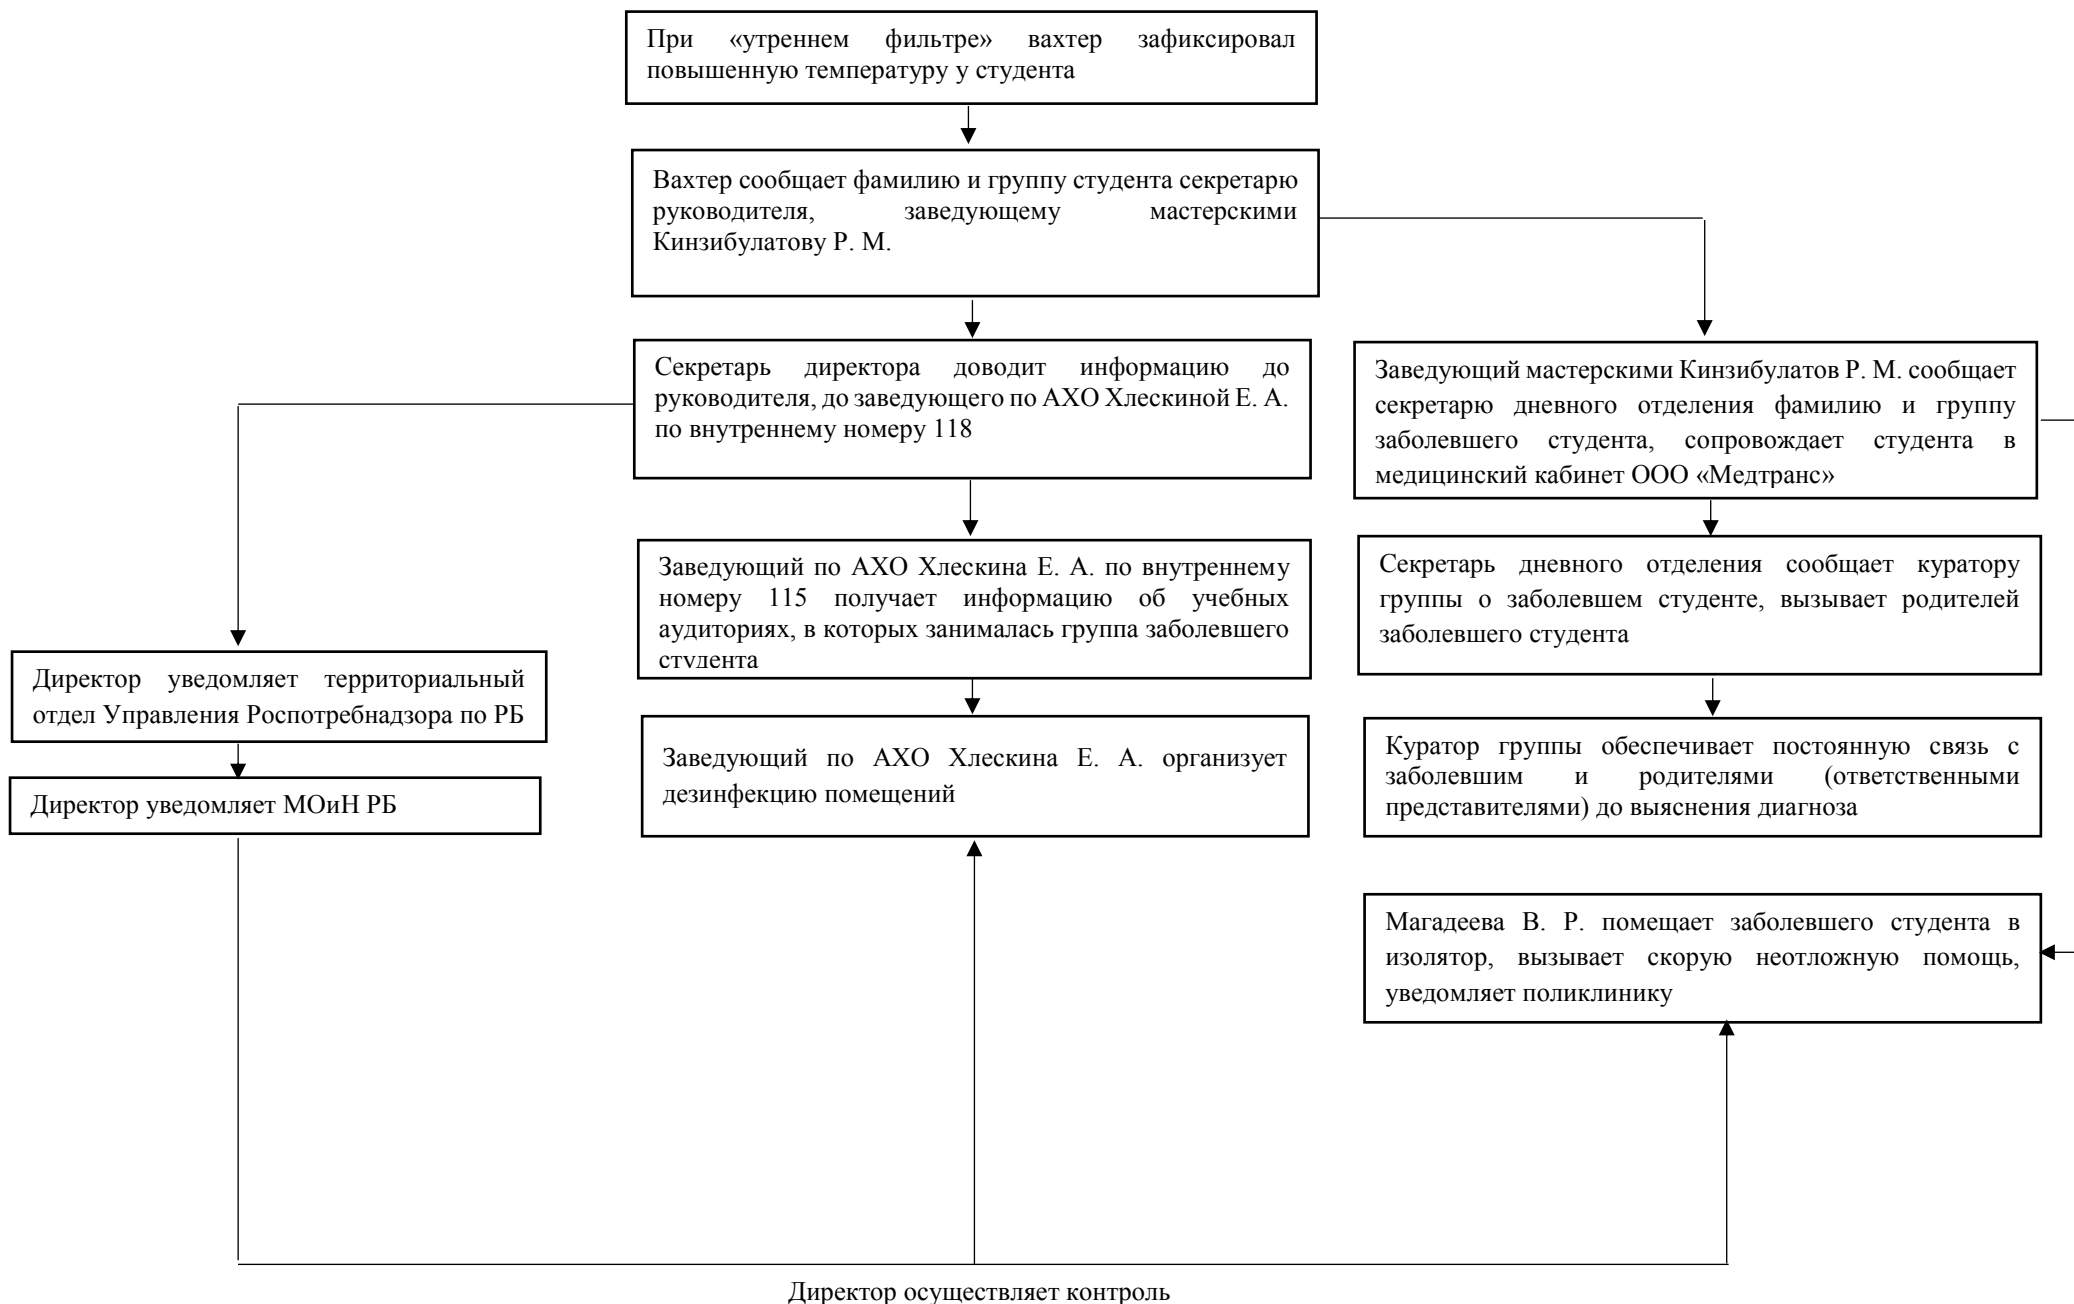 При «утреннем фильтре» вахтер зафиксировал
повышенную температуру у студента
Вахтер сообщает фамилию и группу студента секретарю
руководителя, заведующему мастерскими
Кинзибулатову Р. М.
Секретарь директора доводит информацию до
руководителя, до заведующего по АХО Хлескиной Е. А.
по внутреннему номеру 118
Заведующий мастерскими Кинзибулатов Р. М. сообщает
секретарю дневного отделения фамилию и группу
заболевшего студента, сопровождает студента в
медицинский кабинет ООО «Медтранс»
Заведующий по АХО Хлескина Е. А. по внутреннему
номеру 115 получает информацию об учебных
аудиториях, в которых занималась группа заболевшего
студента
Секретарь дневного отделения сообщает куратору
группы о заболевшем студенте, вызывает родителей
заболевшего студента
Директор уведомляет территориальный
отдел Управления Роспотребнадзора по РБ
Директор уведомляет МОиН РБ
Заведующий по АХО Хлескина Е. А. организует
дезинфекцию помещений
Куратор группы обеспечивает постоянную связь с
заболевшим и родителями (ответственными
представителями) до выяснения диагноза
Магадеева В. Р. помещает заболевшего студента в
изолятор, вызывает скорую неотложную помощь,
уведомляет поликлинику
Директор осуществляет контроль